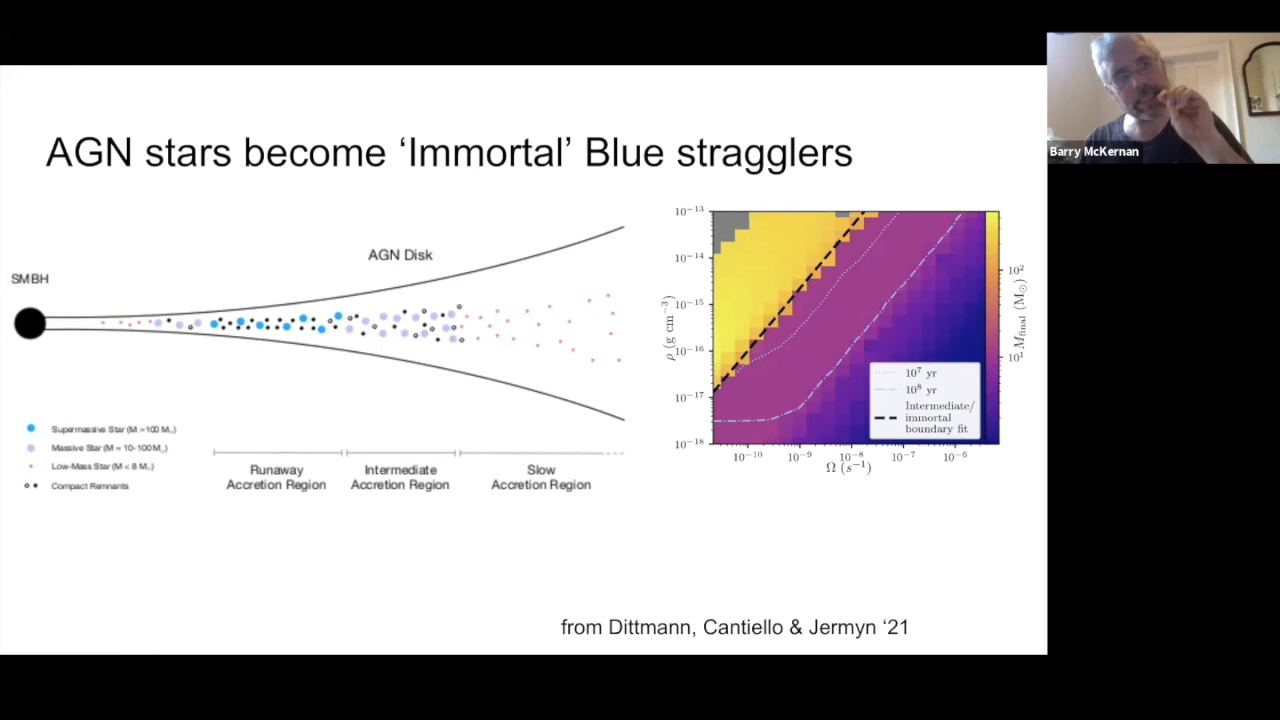 Barry McKernan
AGN stars become ‘Immortal’ Blue stragglers
AGN Disk
SMBH
Supermassive Star (M >100 M☉)
Massive Star (M = 10-100 M☉)
Low-Mass Star (M < 8 M☉)
Compact Remnants
Runaway
Accretion Region
Intermediate
Accretion Region
Slow
Accretion Region
10⁻¹³
10⁻¹⁴
10⁻¹⁵
10⁻¹⁶
10⁻¹⁷
10⁻¹⁸
ρ (g cm⁻³)
10⁻¹⁰
10⁻⁹
10⁻⁸
10⁻⁷
10⁻⁶
Ω (s⁻¹)
10⁷ yr
10⁸ yr
Intermediate/
immortal
boundary fit
10²
10¹
M_final (M☉)
from Dittmann, Cantiello & Jermyn ‘21